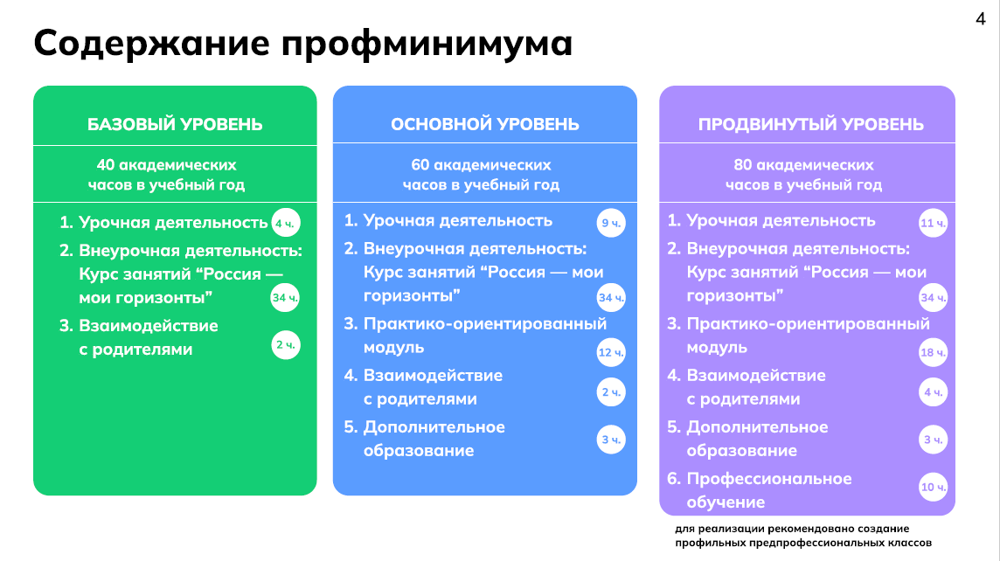 4
Содержание профминимума
БАЗОВЫЙ УРОВЕНЬ
40 академических
часов в учебный год
1. Урочная деятельность 4 ч.
2. Внеурочная деятельность:
Курс занятий “Россия —
мои горизонты” 34 ч.
3. Взаимодействие
с родителями 2 ч.
ОСНОВНОЙ УРОВЕНЬ
60 академических
часов в учебный год
1. Урочная деятельность 9 ч.
2. Внеурочная деятельность:
Курс занятий “Россия — мои
горизонты” 34 ч.
3. Практико-ориентированный
модуль 12 ч.
4. Взаимодействие
с родителями 2 ч.
5. Дополнительное
образование 3 ч.
ПРОДВИНУТЫЙ УРОВЕНЬ
80 академических
часов в учебный год
1. Урочная деятельность 11 ч.
2. Внеурочная деятельность:
Курс занятий “Россия — мои
горизонты” 34 ч.
3. Практико-ориентированный
модуль 18 ч.
4. Взаимодействие
с родителями 4 ч.
5. Дополнительное
образование 3 ч.
6. Профессиональное
обучение 10 ч.
для реализации рекомендовано создание
профильных предпрофессиональных классов